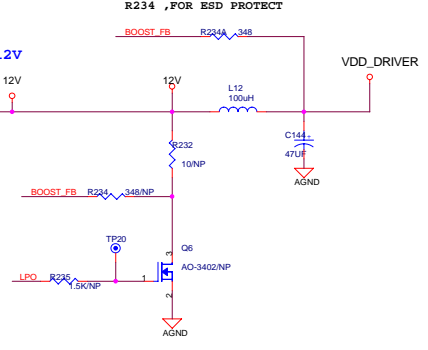 R234 ,FOR ESD PROTECT
BOOST_FB R234A 348
12V
VDD_DRIVER
12V
12V
L12
100uH
C144 +
47UF
R232
10/NP
AGND
BOOST_FB R234 348/NP
TP20
Q6
3
AO-3402/NP
LPO R235 1
1.5K/NP
2
AGND